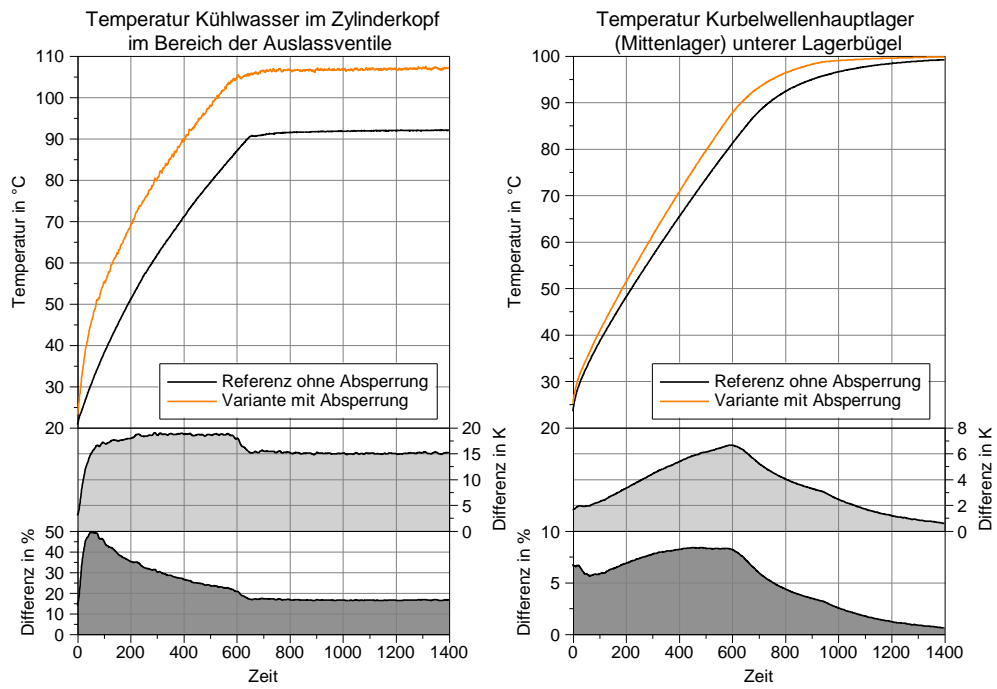 Temperatur Kühlwasser im Zylinderkopf
im Bereich der Auslassventile
110
100
90
80
70
60
50
40
30
20
Temperatur in °C
Referenz ohne Absperrung
Variante mit Absperrung
20
15
10
5
0
Differenz in K
50
40
30
20
10
0
Differenz in %
0 200 400 600 800 1000 1200 1400
Zeit
Temperatur Kurbelwellenhauptlager
(Mittenlager) unterer Lagerbügel
100
90
80
70
60
50
40
30
20
Temperatur in °C
Referenz ohne Absperrung
Variante mit Absperrung
8
6
4
2
0
Differenz in K
10
5
0
Differenz in %
0 200 400 600 800 1000 1200 1400
Zeit